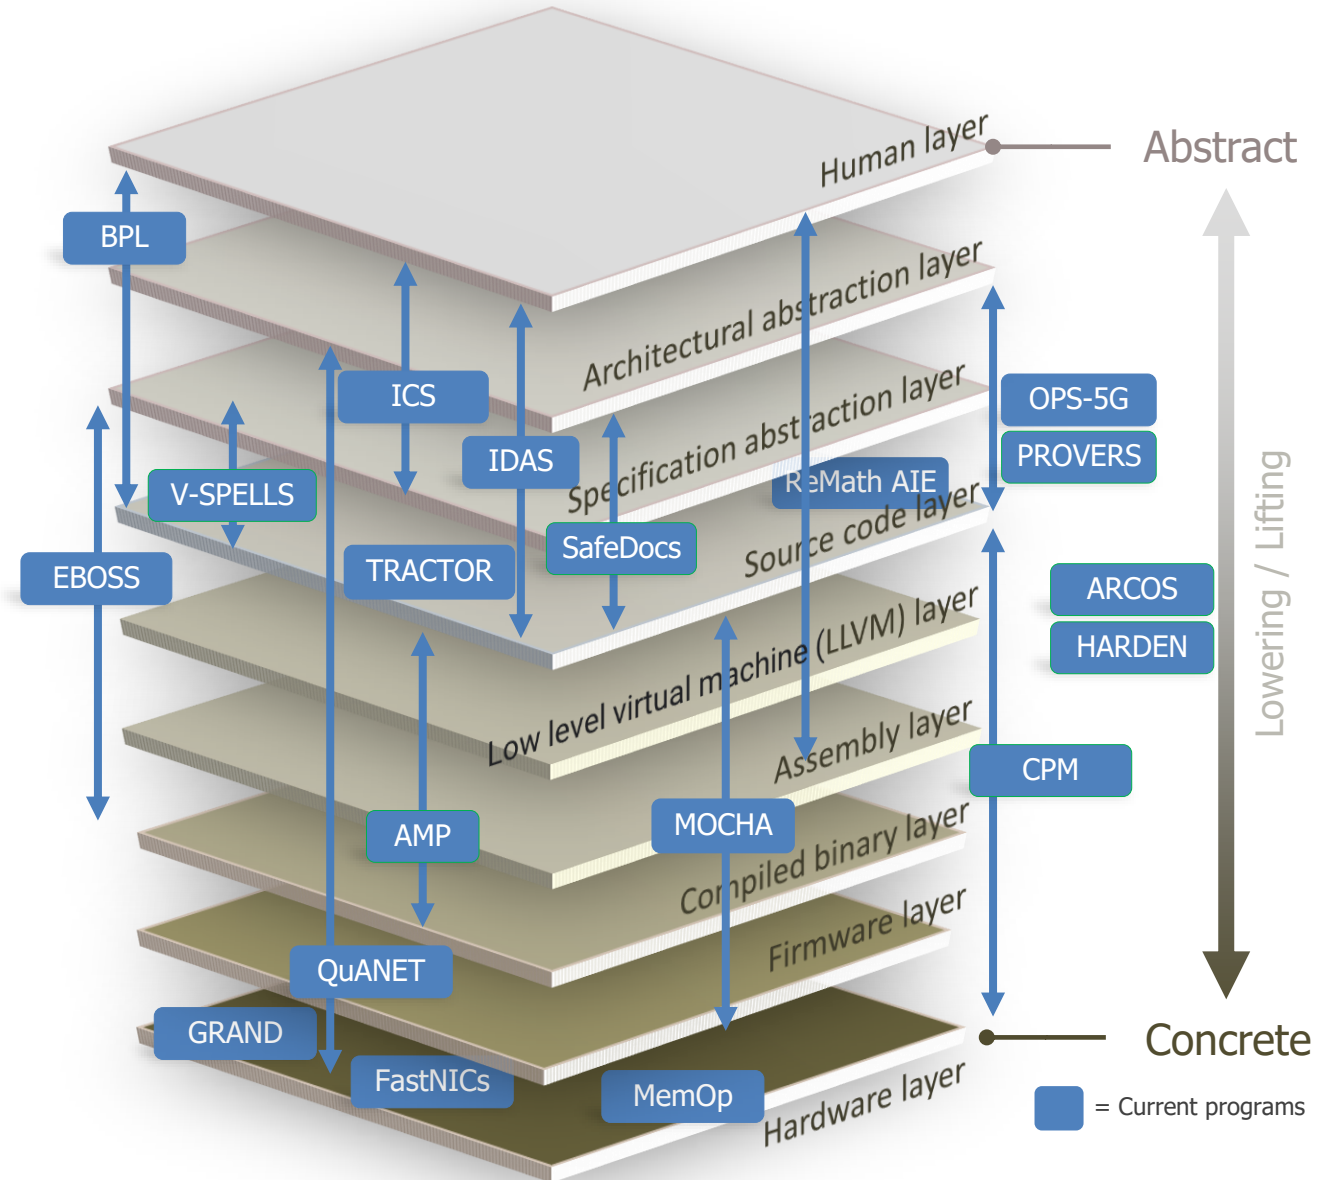 Human layer
Abstract
BPL
Architectural abstraction layer
ICS
OPS-5G
Specification abstraction layer
IDAS
PROVERS
V-SPELLS
ReMath AIE
Source code layer
SafeDocs
TRACTOR
EBOSS
ARCOS
HARDEN
Lowering / Lifting
Low level virtual machine (LLVM) layer
Assembly layer
CPM
AMP
MOCHA
Compiled binary layer
Firmware layer
QuANET
GRAND
Concrete
FastNICs
MemOp
Hardware layer
= Current programs